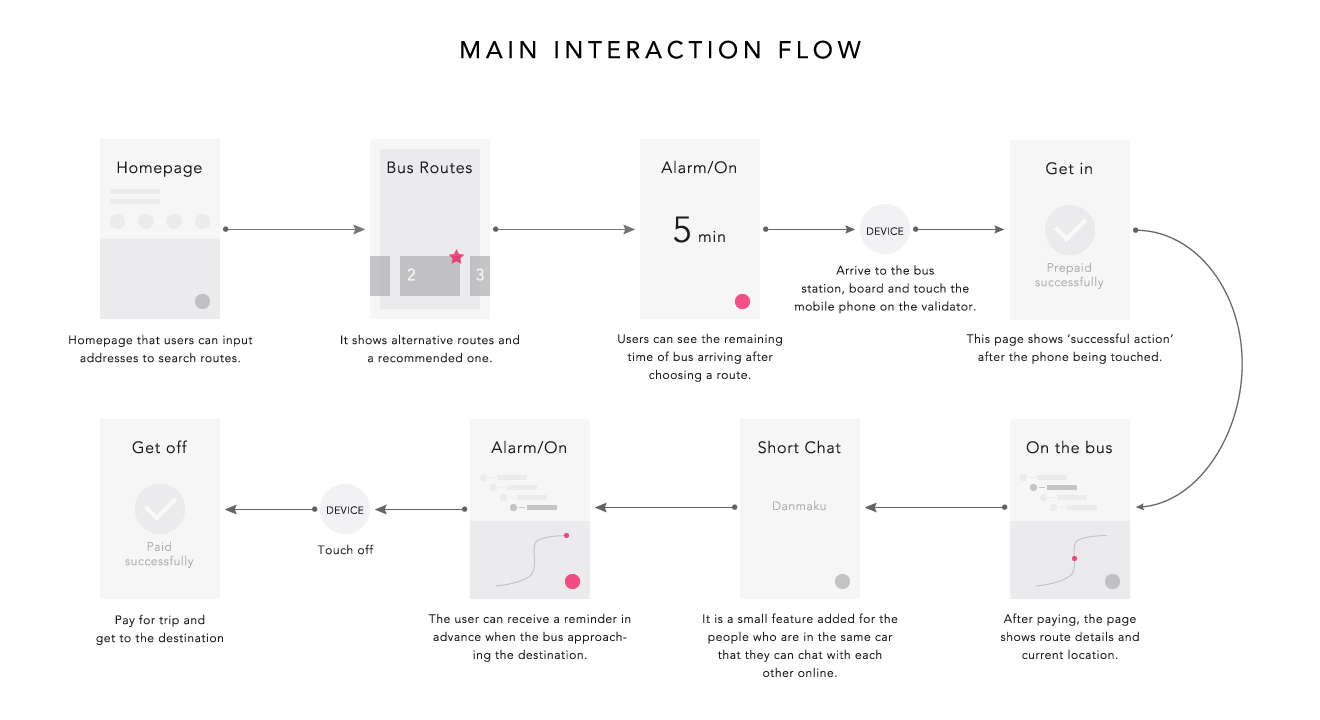 MAIN INTERACTION FLOW
Homepage
Homepage that users can input
addresses to search routes.
Bus Routes
2
3
It shows alternative routes and
a recommended one.
Alarm/On
5 min
Users can see the remaining
time of bus arriving after
choosing a route.
DEVICE
Arrive to the bus
station, board and touch the
mobile phone on the validator.
Get in
Prepaid
successfully
This page shows ‘successful action’
after the phone being touched.
On the bus
After paying, the page
shows route details and
current location.
Short Chat
Danmaku
It is a small feature added for the
people who are in the same car
that they can chat with each
other online.
Alarm/On
The user can receive a reminder in
advance when the bus approach-
ing the destination.
DEVICE
Touch off
Get off
Paid
successfully
Pay for trip and
get to the destination